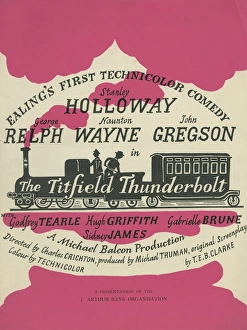 EALING'S FIRST TECHNICOLOR COMEDY
Stanley
HOLLOWAY
George Naunton John
RELPH WAYNE GREGSON
in
The Titfield Thunderbolt
WITH
Godfrey TEARLE Hugh GRIFFITH Gabrielle BRUNE
Sidney JAMES
A Michael Balcon Production
Directed by Charles CRICHTON, produced by Michael TRUMAN, original Screenplay
Colour by TECHNICOLOR by T.E.B. CLARKE
A PRESENTATION OF THE
J. ARTHUR RANK ORGANISATION